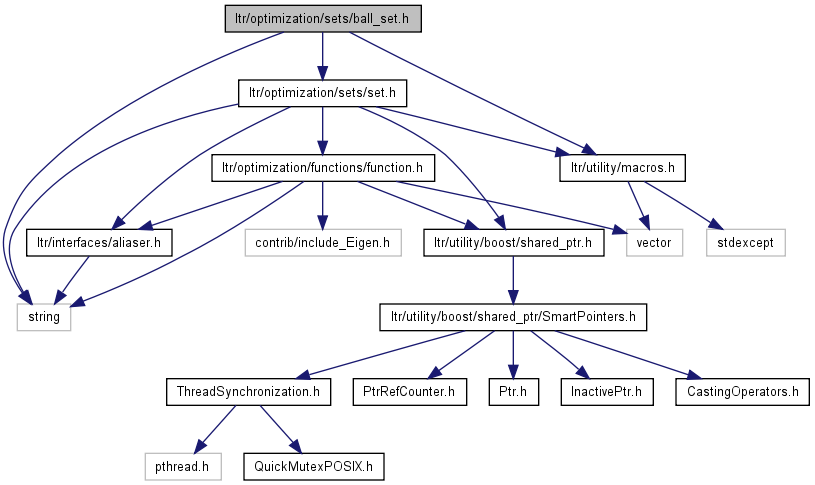 ltr/optimization/sets/ball_set.h
ltr/optimization/sets/set.h
ltr/optimization/functions/function.h
ltr/utility/macros.h
ltr/interfaces/aliaser.h
contrib/include_Eigen.h
ltr/utility/boost/shared_ptr.h
vector
stdexcept
string
ltr/utility/boost/shared_ptr/SmartPointers.h
ThreadSynchronization.h
PtrRefCounter.h
Ptr.h
InactivePtr.h
CastingOperators.h
pthread.h
QuickMutexPOSIX.h